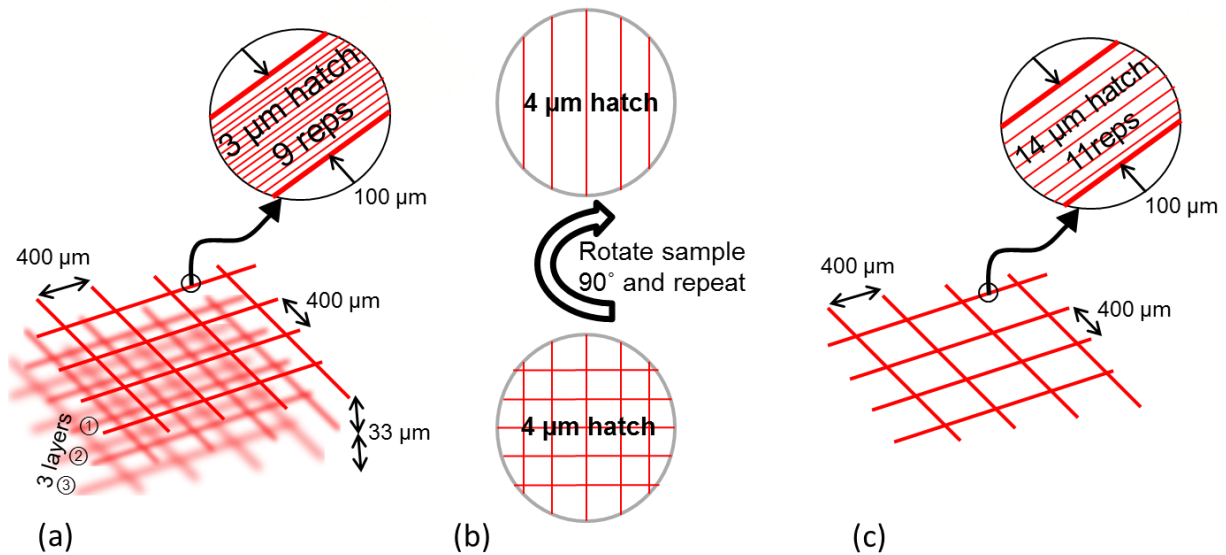 3 µm hatch
9 reps
100 µm
400 µm
400 µm
33 µm
3 layers
1
2
3
(a)
4 µm hatch
Rotate sample
90˚ and repeat
4 µm hatch
(b)
14 µm hatch
11reps
100 µm
400 µm
400 µm
(c)